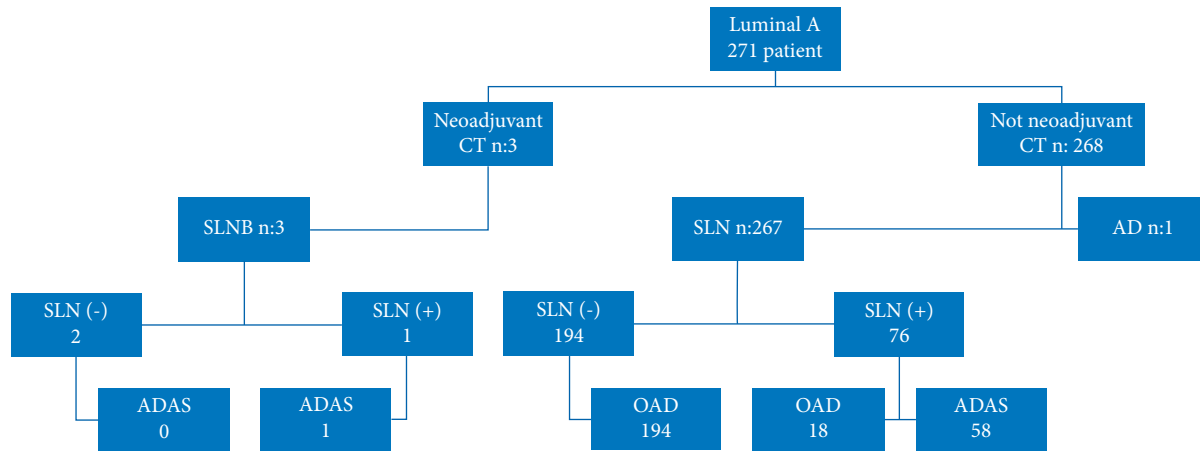 Luminal A
271 patient
Neoadjuvant
CT n:3
Not neoadjuvant
CT n: 268
SLNB n:3
SLN n:267
AD n:1
SLN (-)
2
SLN (+)
1
SLN (-)
194
SLN (+)
76
ADAS
0
ADAS
1
OAD
194
OAD
18
ADAS
58